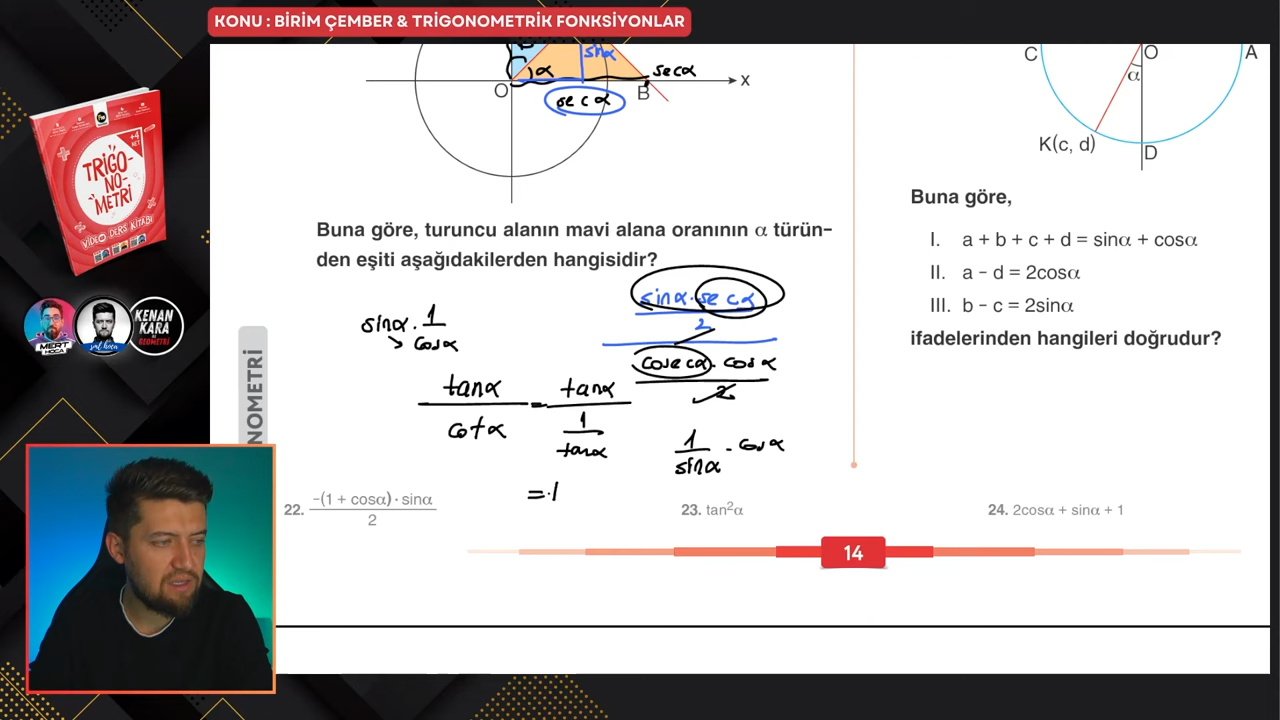 KONU : BİRİM ÇEMBER & TRİGONOMETRİK FONKSİYONLAR
+4 NET
TRİGO-
NO-
METRİ
VİDEO DERS KİTABI
MERT
HOCA
KENAN
KARA
GEOMETRİ
NOMETRİ
sinα
α
secα
O
B
x
secα
Buna göre, turuncu alanın mavi alana oranının α türün-
den eşiti aşağıdakilerden hangisidir?
sinα · 1
cosα
sinα · secα
2
cosecα · cosα
2
tanα
cotα
= tanα
1
tanα
1
sinα
· cosα
=
22. -(1 + cosα) · sinα
2
23. tan²α
C
O
A
α
K(c, d)
D
Buna göre,
I. a + b + c + d = sinα + cosα
II. a - d = 2cosα
III. b - c = 2sinα
ifadelerinden hangileri doğrudur?
24. 2cosα + sinα + 1
14